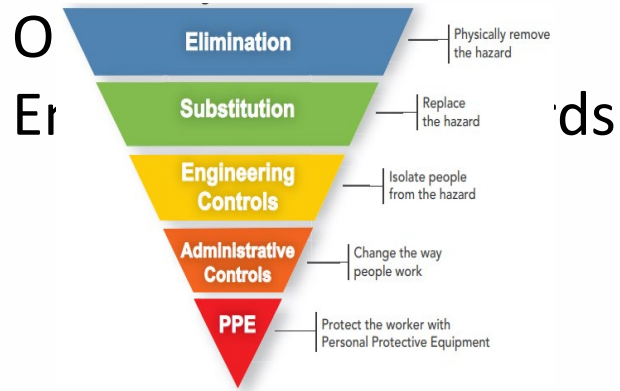 O
Elimination
Physically remove
the hazard
Substitution
Replace
the hazard
rds
Engineering
Controls
Isolate people
from the hazard
Administrative
Controls
Change the way
people work
PPE
Protect the worker with
Personal Protective Equipment